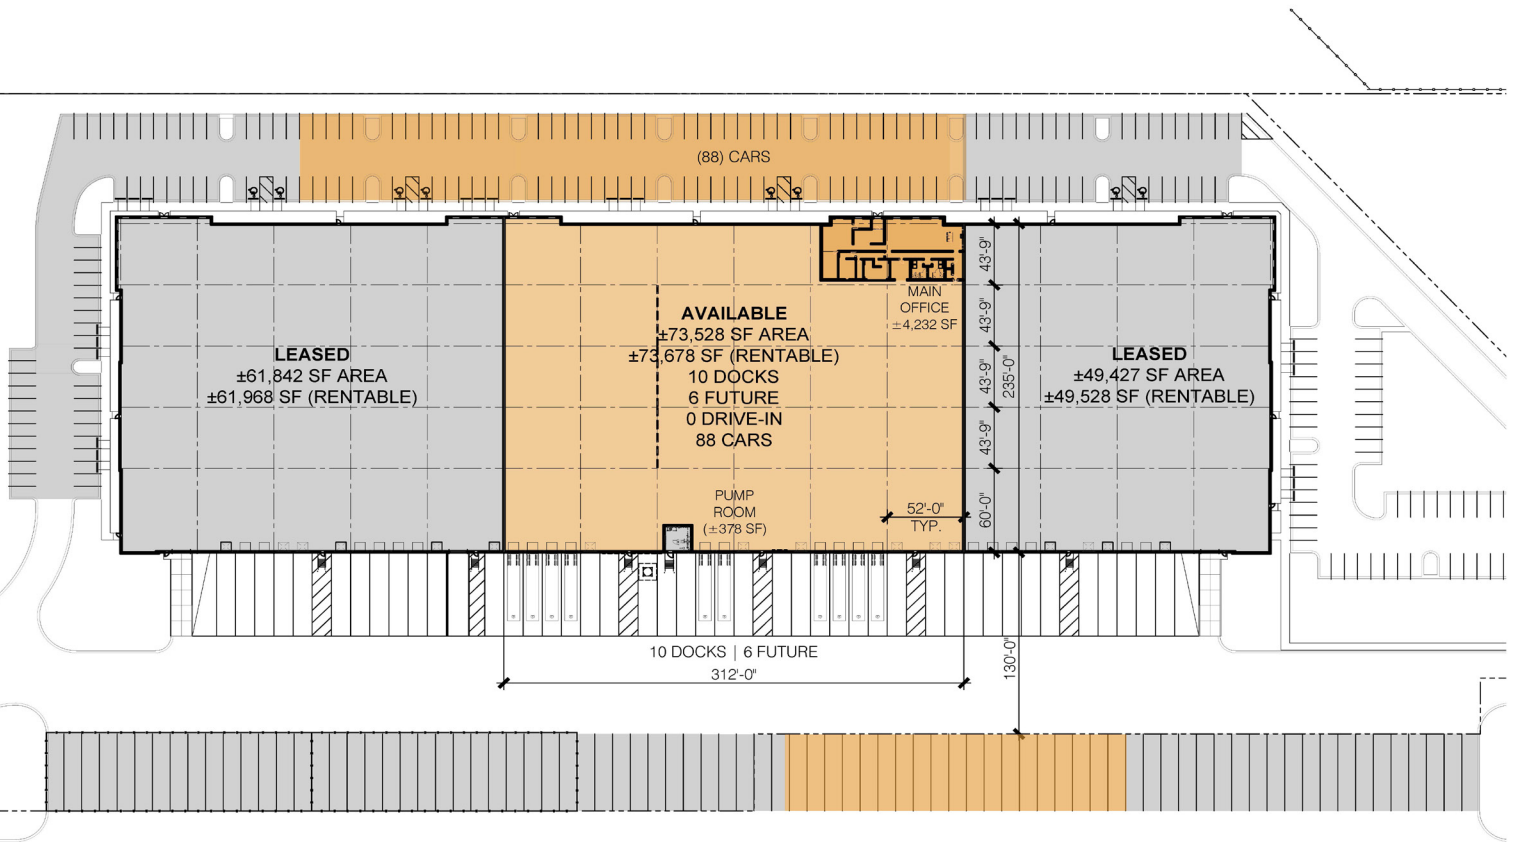 (88) CARS
LEASED
±61,842 SF AREA
±61,968 SF (RENTABLE)
AVAILABLE
±73,528 SF AREA
±73,678 SF (RENTABLE)
10 DOCKS
6 FUTURE
0 DRIVE-IN
88 CARS
MAIN
OFFICE
±4,232 SF
PUMP
ROOM
(±378 SF)
52'-0"
TYP.
43'-9"
43'-9"
43'-9"
43'-9"
60'-0"
235'-0"
LEASED
±49,427 SF AREA
±49,528 SF (RENTABLE)
10 DOCKS | 6 FUTURE
312'-0"
130'-0"